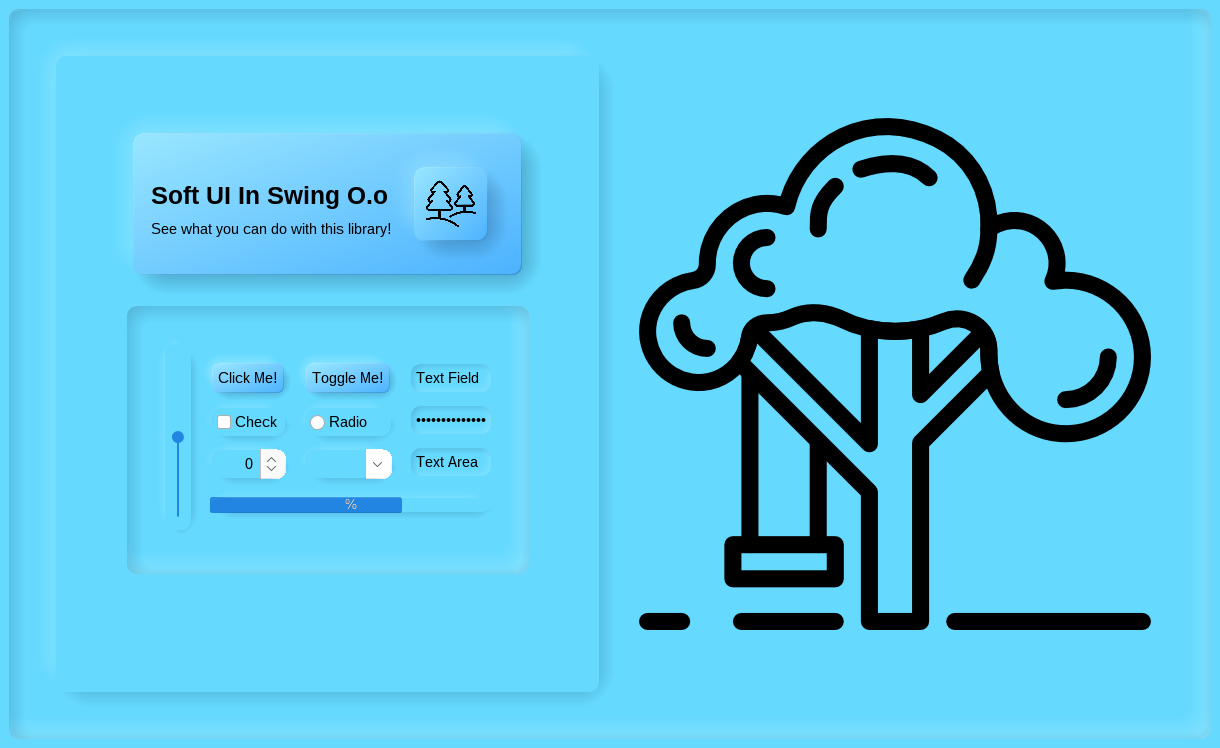 Soft UI In Swing O.o
See what you can do with this library!
Click Me!
Toggle Me!
Text Field
Check
Radio
••••••••••••••
0
Text Area
%